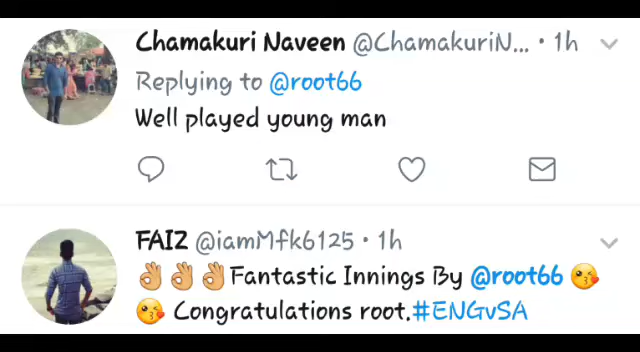 Chamakuri Naveen @ChamakuriN... • 1h
Replying to @root66
Well played young man
FAIZ @iamMfk6125 • 1h
👌👌👌Fantastic Innings By @root66 😘
😘 Congratulations root.#ENGvSA